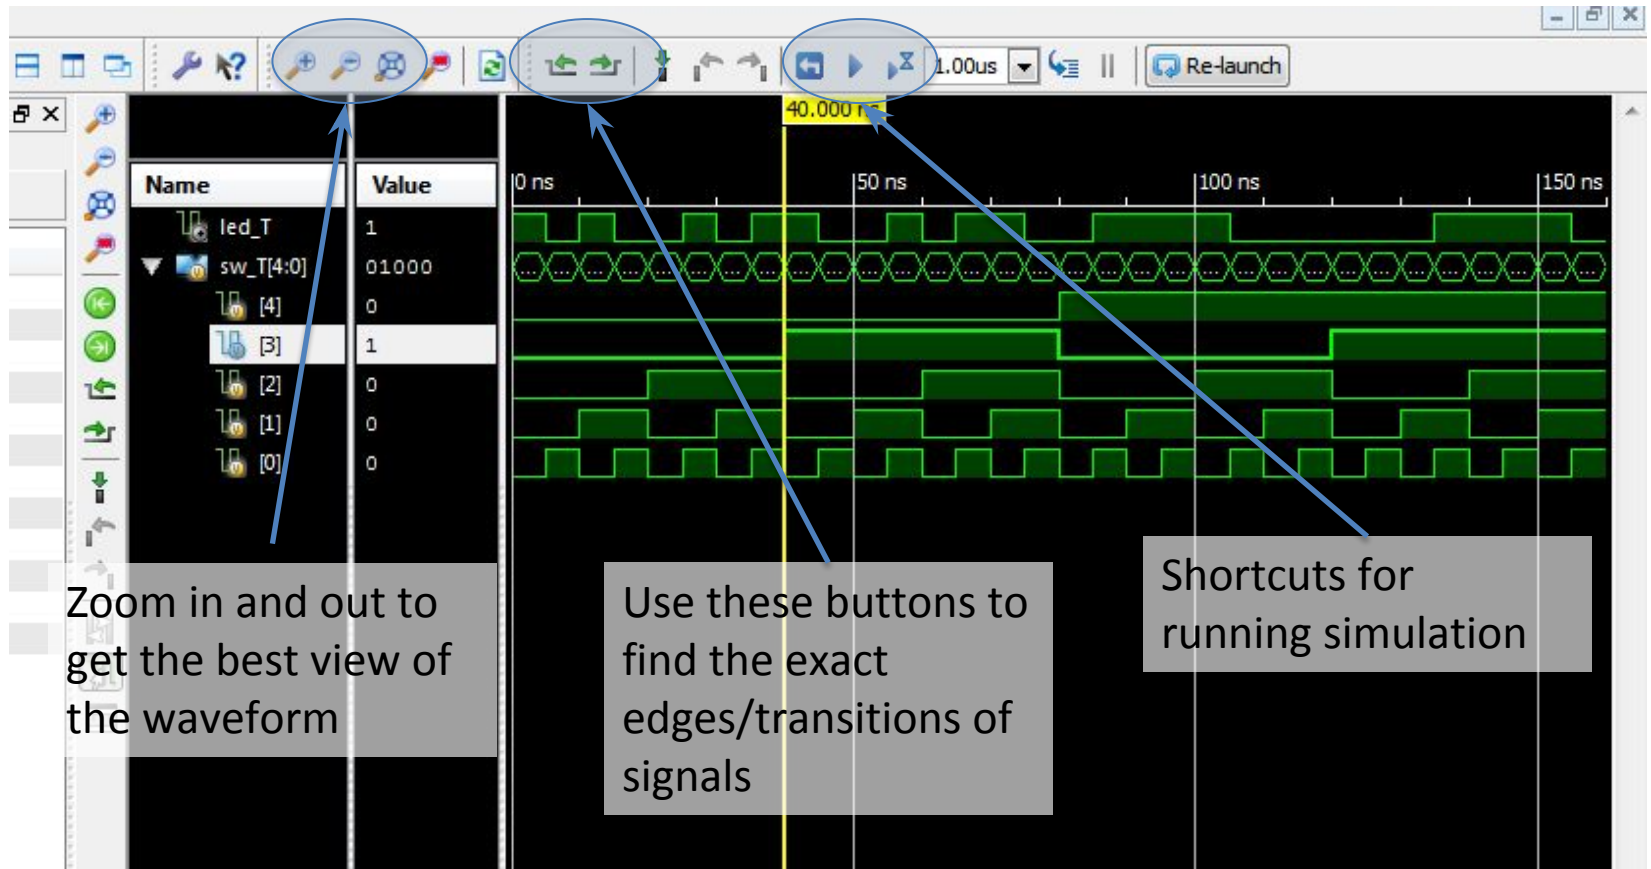 1.00us
Re-launch
40.000 ns
Name
Value
0 ns
50 ns
100 ns
150 ns
led_T
1
sw_T[4:0]
01000
[4]
0
[3]
1
[2]
0
[1]
0
[0]
0
Zoom in and out to
get the best view of
the waveform
Use these buttons to
find the exact
edges/transitions of
signals
Shortcuts for
running simulation